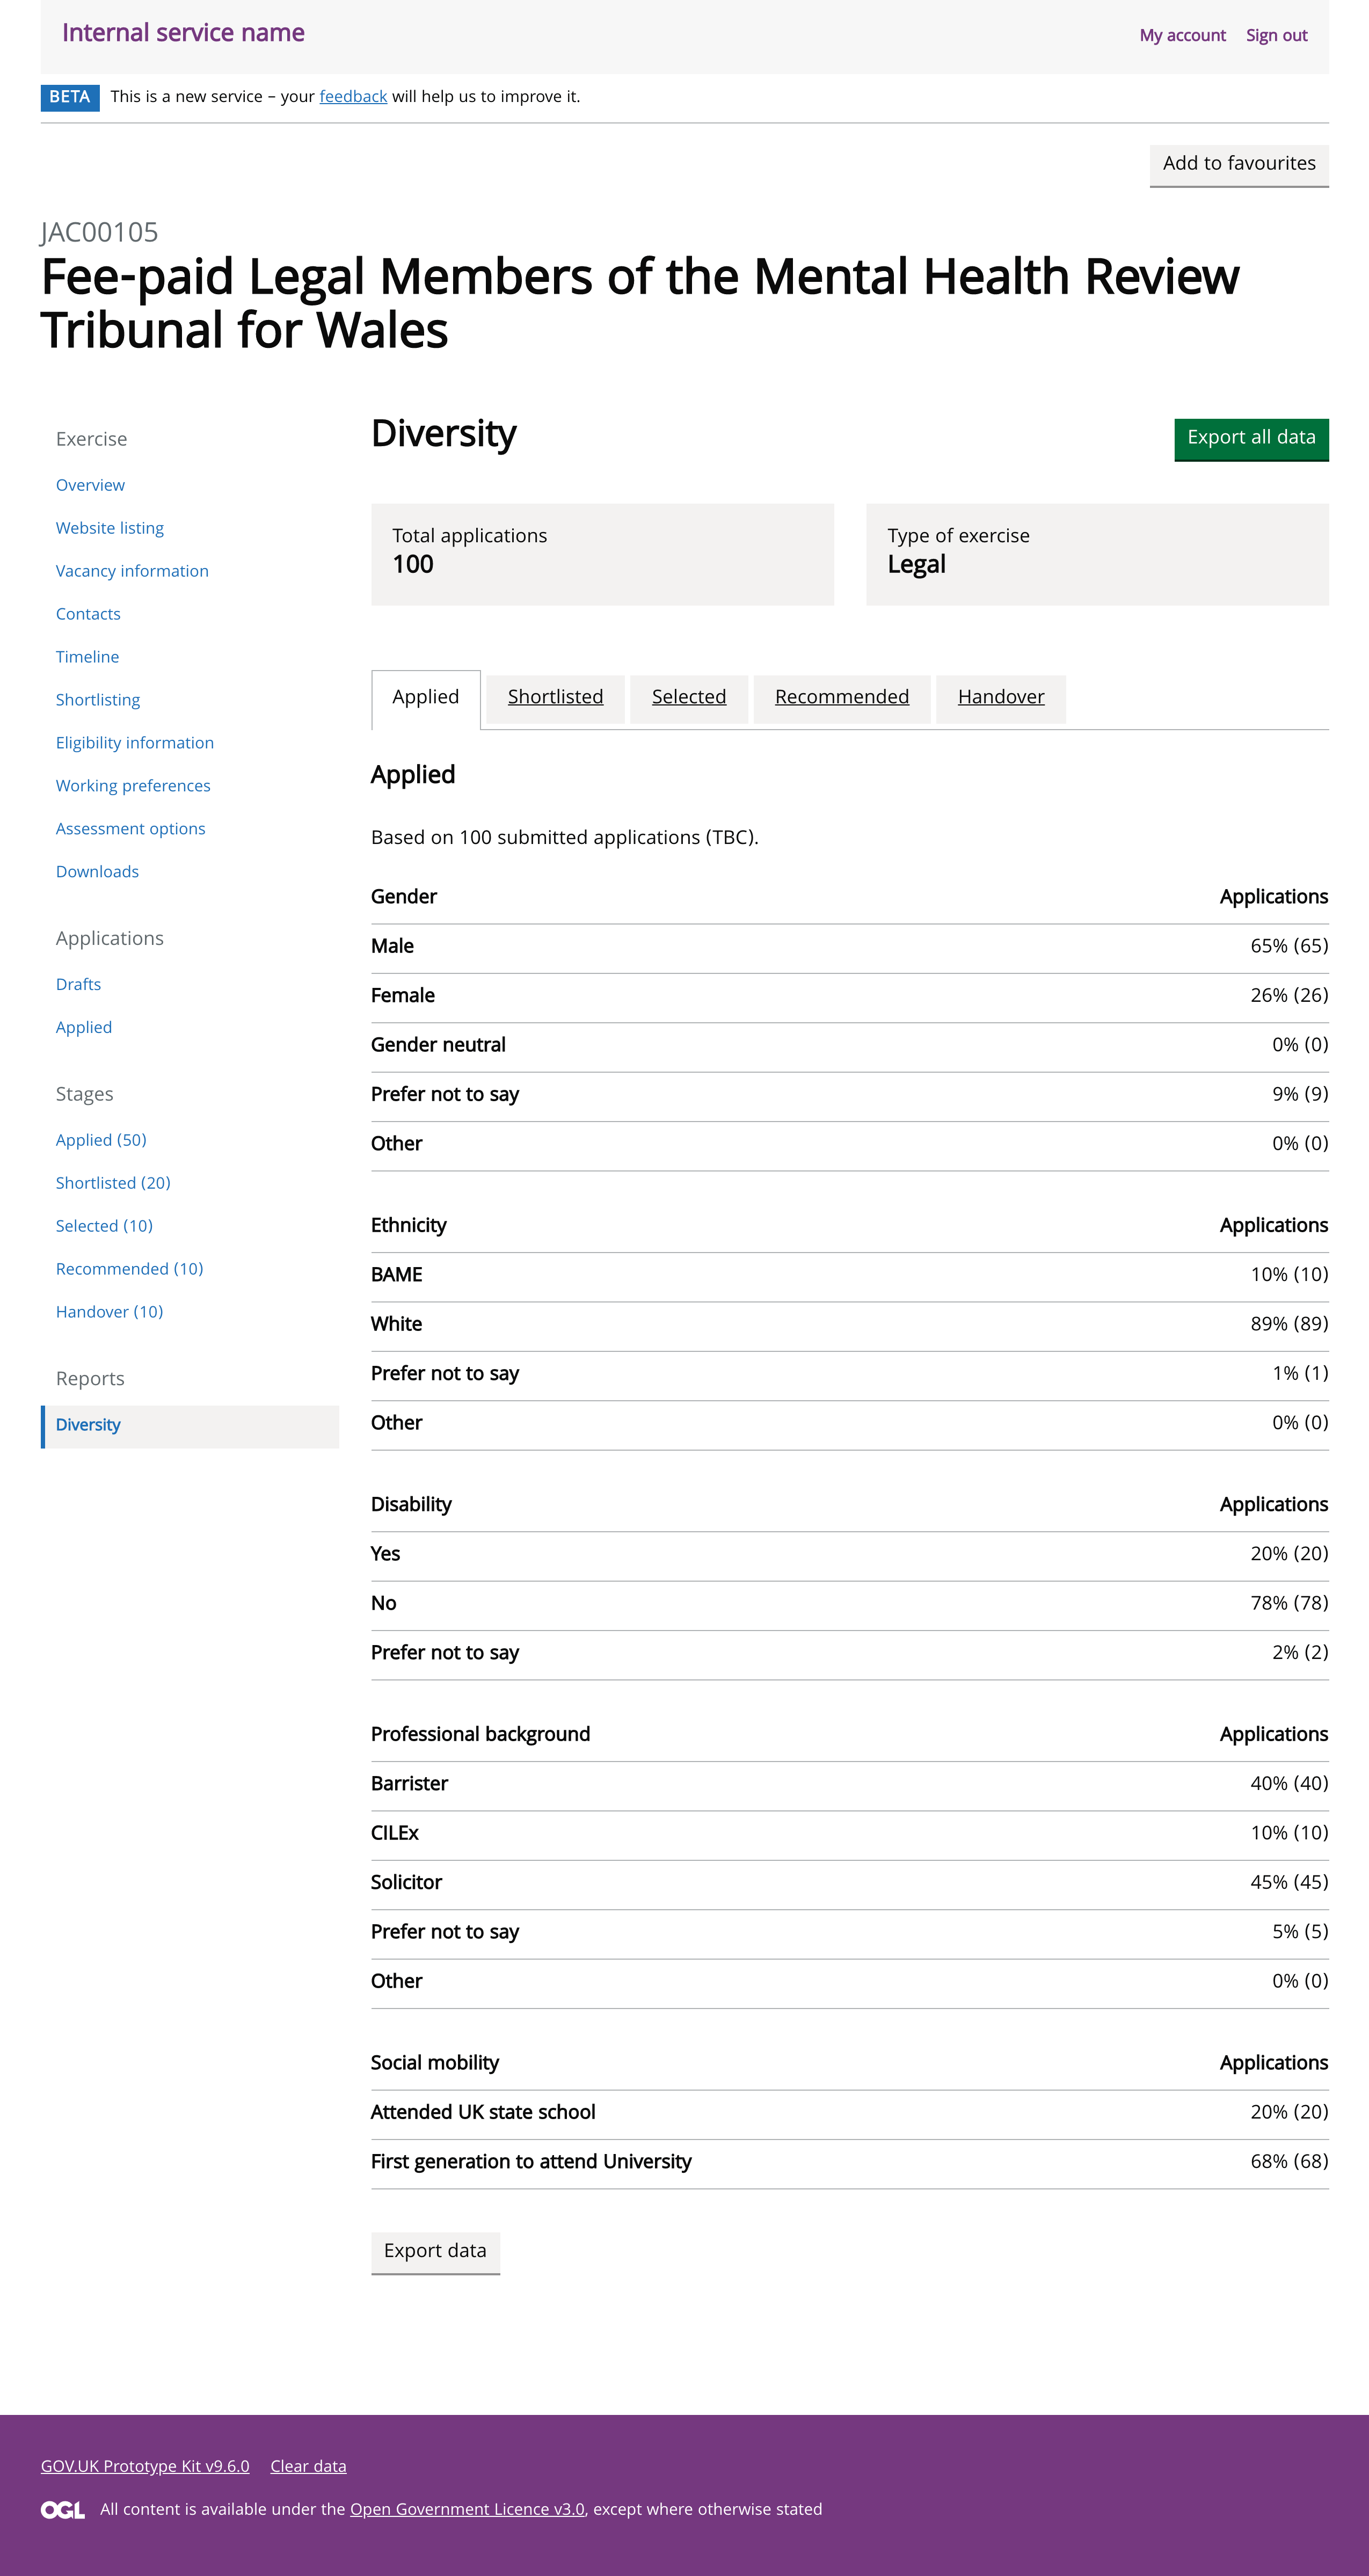 Internal service name
My account Sign out
BETA This is a new service – your feedback will help us to improve it.
Add to favourites
JAC00105
Fee-paid Legal Members of the Mental Health Review
Tribunal for Wales
Exercise
Overview
Website listing
Vacancy information
Contacts
Timeline
Shortlisting
Eligibility information
Working preferences
Assessment options
Downloads
Applications
Drafts
Applied
Stages
Applied (50)
Shortlisted (20)
Selected (10)
Recommended (10)
Handover (10)
Reports
Diversity
Diversity
Export all data
Total applications
100
Type of exercise
Legal
Applied Shortlisted Selected Recommended Handover
Applied
Based on 100 submitted applications (TBC).
Gender Applications
Male 65% (65)
Female 26% (26)
Gender neutral 0% (0)
Prefer not to say 9% (9)
Other 0% (0)
Ethnicity Applications
BAME 10% (10)
White 89% (89)
Prefer not to say 1% (1)
Other 0% (0)
Disability Applications
Yes 20% (20)
No 78% (78)
Prefer not to say 2% (2)
Professional background Applications
Barrister 40% (40)
CILEx 10% (10)
Solicitor 45% (45)
Prefer not to say 5% (5)
Other 0% (0)
Social mobility Applications
Attended UK state school 20% (20)
First generation to attend University 68% (68)
Export data
GOV.UK Prototype Kit v9.6.0 Clear data
OGL All content is available under the Open Government Licence v3.0, except where otherwise stated